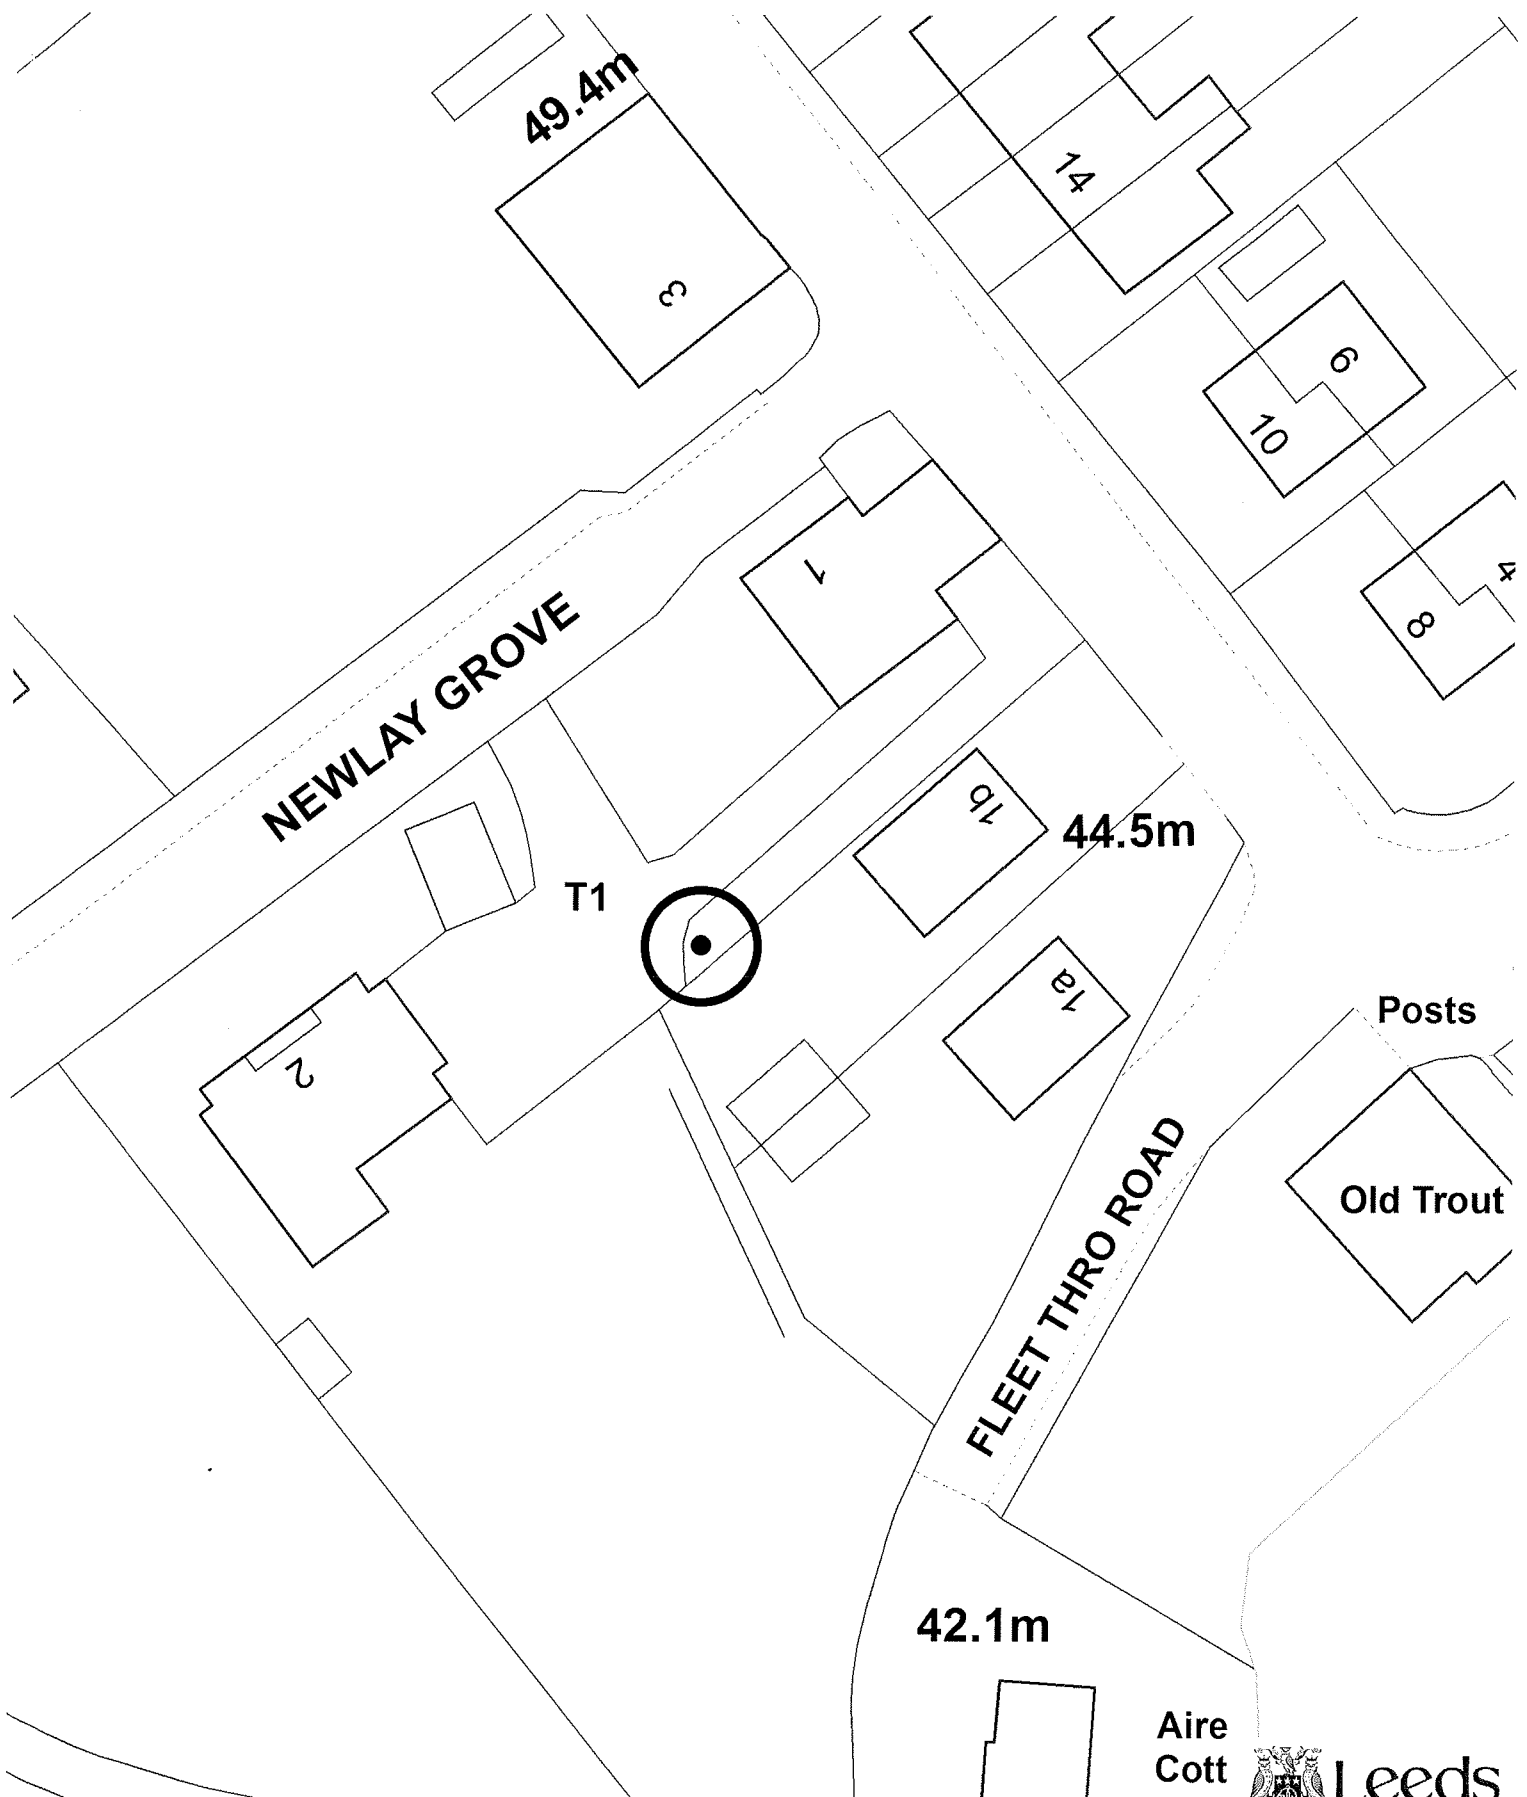 49.4m
14
3
6
10
1
4
8
NEWLAY GROVE
1b
44.5m
T1
1a
Posts
2
Old Trout
FLEET THRO ROAD
42.1m
Aire
Cott
Leeds